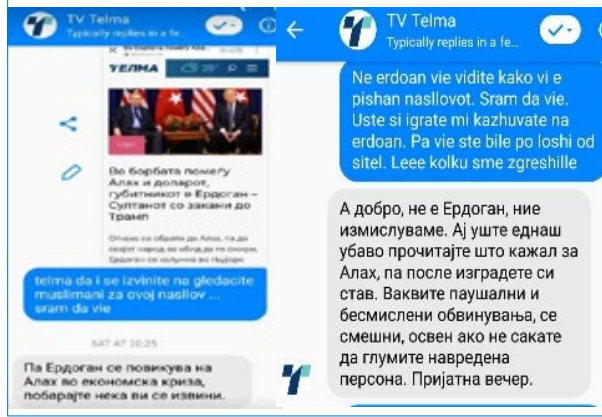 TV Telma
Typically replies in a fe...
ТЕЛМА
Во борбата помеѓу
Алах и доларот,
губитникот е Ердоган –
Султанот со закани до
Трамп
telma da i se izvinite na gledacite
muslimani za ovoj nasllov ...
sram da vie
SAT AT 20:25
Па Ердоган се повикува на
Алах во економска криза,
побарајте нека ви се извини.
TV Telma
Typically replies in a fe...
Ne erdoan vie vidite kako vi e
pishan nasllovot. Sram da vie.
Uste si igrate mi kazhuvate na
erdoan. Pa vie ste bile po loshi od
sitel. Leee kolku sme zgreshille
А добро, не е Ердоган, ние
измислуваме. Ај уште еднаш
убаво прочитајте што кажал за
Алах, па после изградете си
став. Ваквите паушални и
бесмислени обвинувања, се
смешни, освен ако не сакате
да глумите навредена
персона. Пријатна вечер.